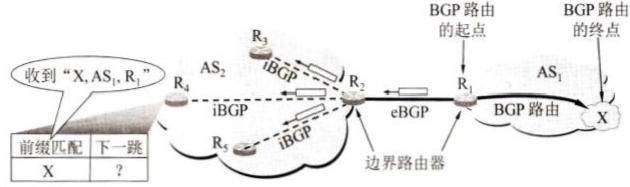 BGP 路由
的起点
BGP 路由
的终点
收到“X, AS₁, R₁”
R₃
AS₂
iBGP
R₄
iBGP
R₂
eBGP
R₁
AS₁
BGP 路由
X
R₅
iBGP
边界路由器
前缀匹配 下一跳
X ?